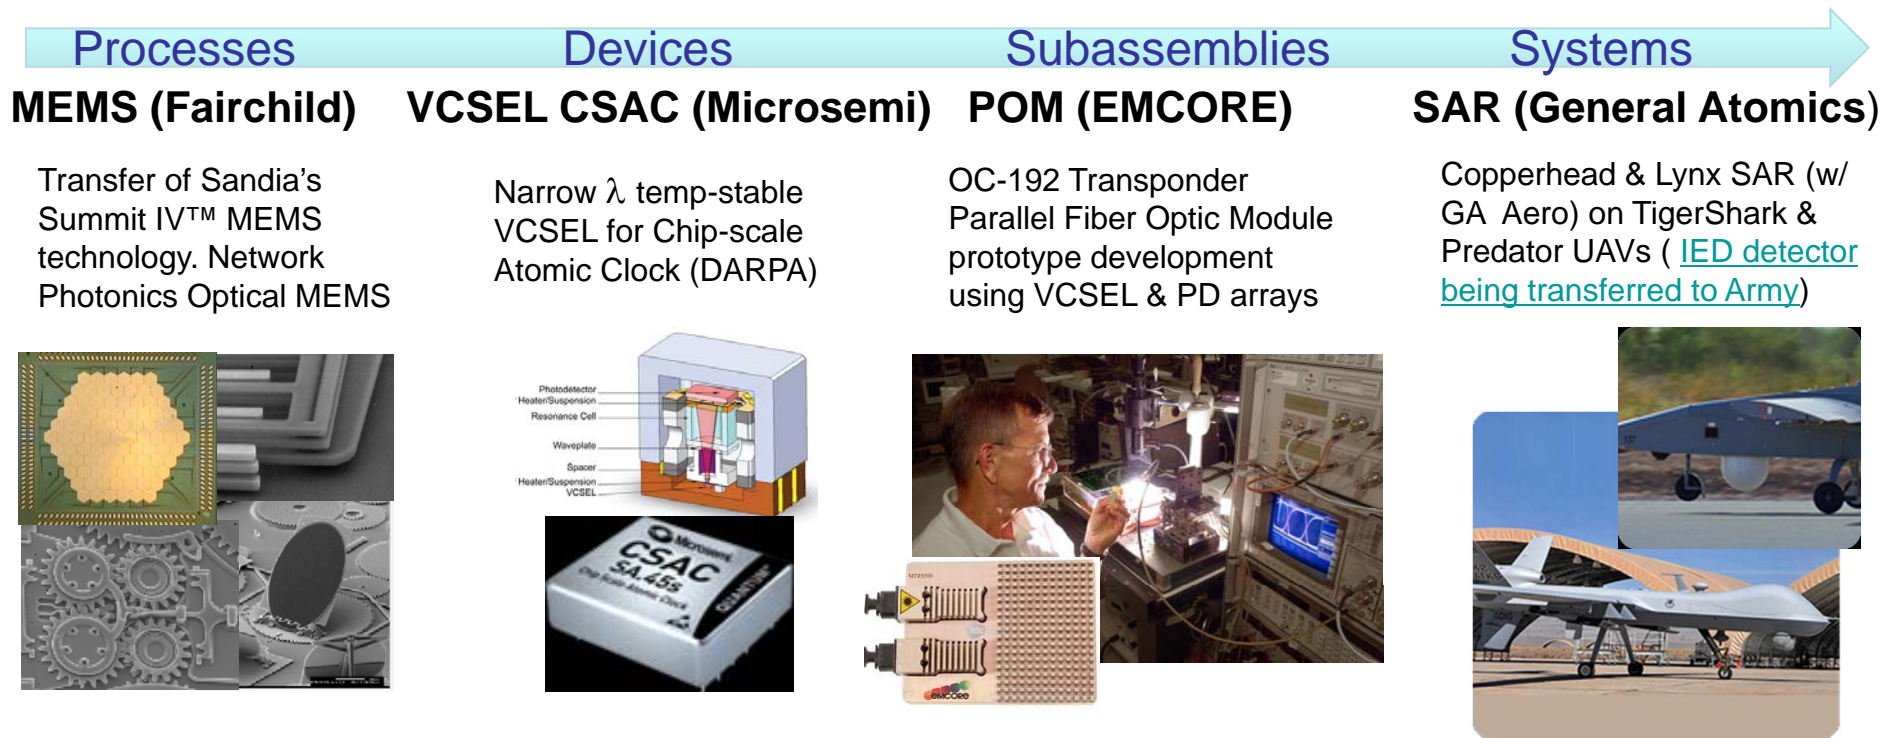 Processes Devices Subassemblies Systems
MEMS (Fairchild) VCSEL CSAC (Microsemi) POM (EMCORE) SAR (General Atomics)
Transfer of Sandia's
Summit IV™ MEMS
technology. Network
Photonics Optical MEMS
Narrow λ temp-stable
VCSEL for Chip-scale
Atomic Clock (DARPA)
OC-192 Transponder
Parallel Fiber Optic Module
prototype development
using VCSEL & PD arrays
Copperhead & Lynx SAR (w/
GA Aero) on TigerShark &
Predator UAVs ( IED detector
being transferred to Army)
Photodetector
Heater/Suspension
Resonance Cell
Waveplate
Spacer
Heater/Suspension
VCSEL
Microsemi
CSAC
SA.45s
Chip Scale Atomic Clock
QUANTUM™
emcore